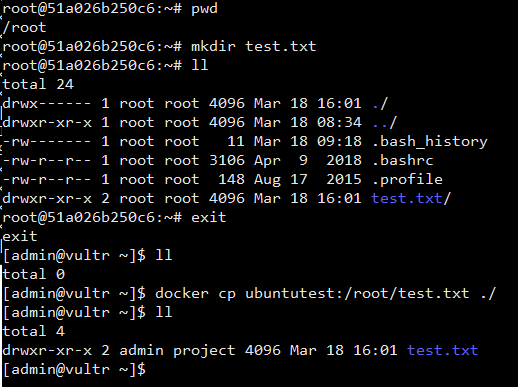 root@51a026b250c6:~# pwd
/root
root@51a026b250c6:~# mkdir test.txt
root@51a026b250c6:~# ll
total 24
drwx------ 1 root root 4096 Mar 18 16:01 ./
drwxr-xr-x 1 root root 4096 Mar 18 08:34 ../
-rw------- 1 root root   11 Mar 18 09:18 .bash_history
-rw-r--r-- 1 root root 3106 Apr  9  2018 .bashrc
-rw-r--r-- 1 root root  148 Aug 17  2015 .profile
drwxr-xr-x 2 root root 4096 Mar 18 16:01 test.txt/
root@51a026b250c6:~# exit
exit
[admin@vultr ~]$ ll
total 0
[admin@vultr ~]$ docker cp ubuntutest:/root/test.txt ./
[admin@vultr ~]$ ll
total 4
drwxr-xr-x 2 admin project 4096 Mar 18 16:01 test.txt
[admin@vultr ~]$